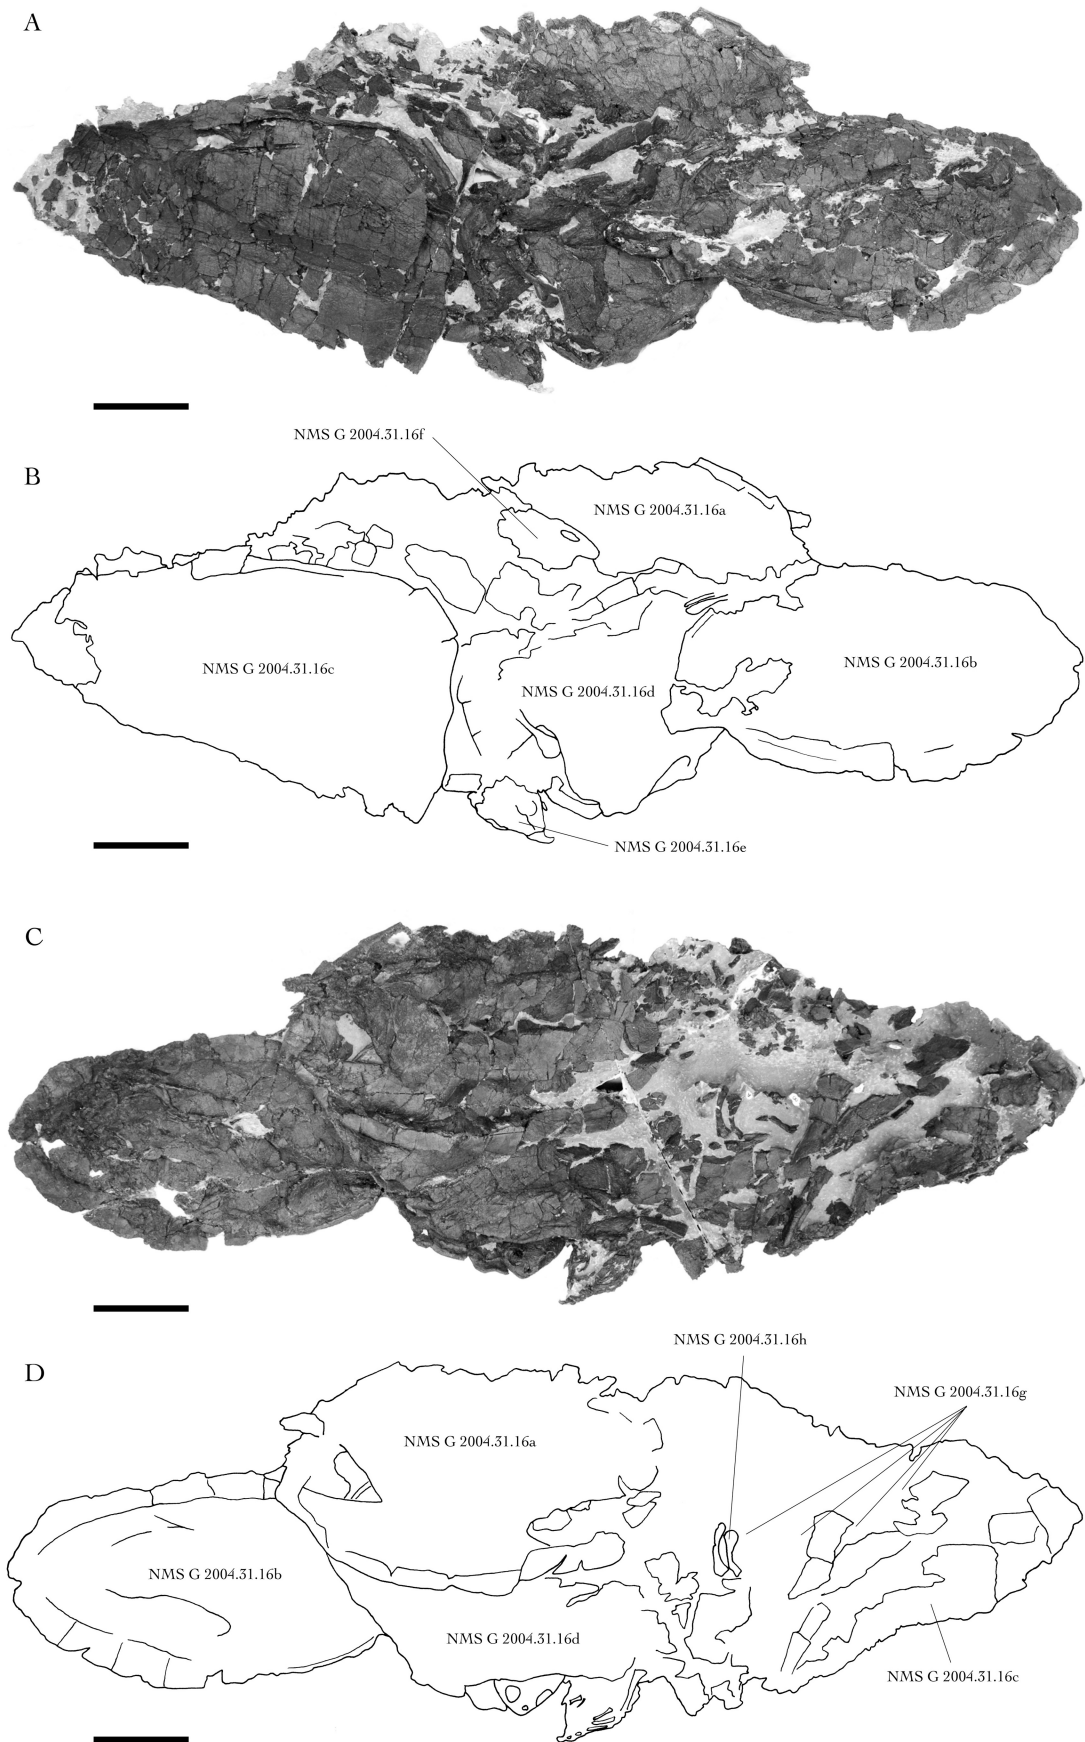 A
NMS G 2004.31.16f
B
NMS G 2004.31.16a
NMS G 2004.31.16c
NMS G 2004.31.16b
NMS G 2004.31.16d
NMS G 2004.31.16e
C
NMS G 2004.31.16h
D
NMS G 2004.31.16g
NMS G 2004.31.16a
NMS G 2004.31.16b
NMS G 2004.31.16d
NMS G 2004.31.16c